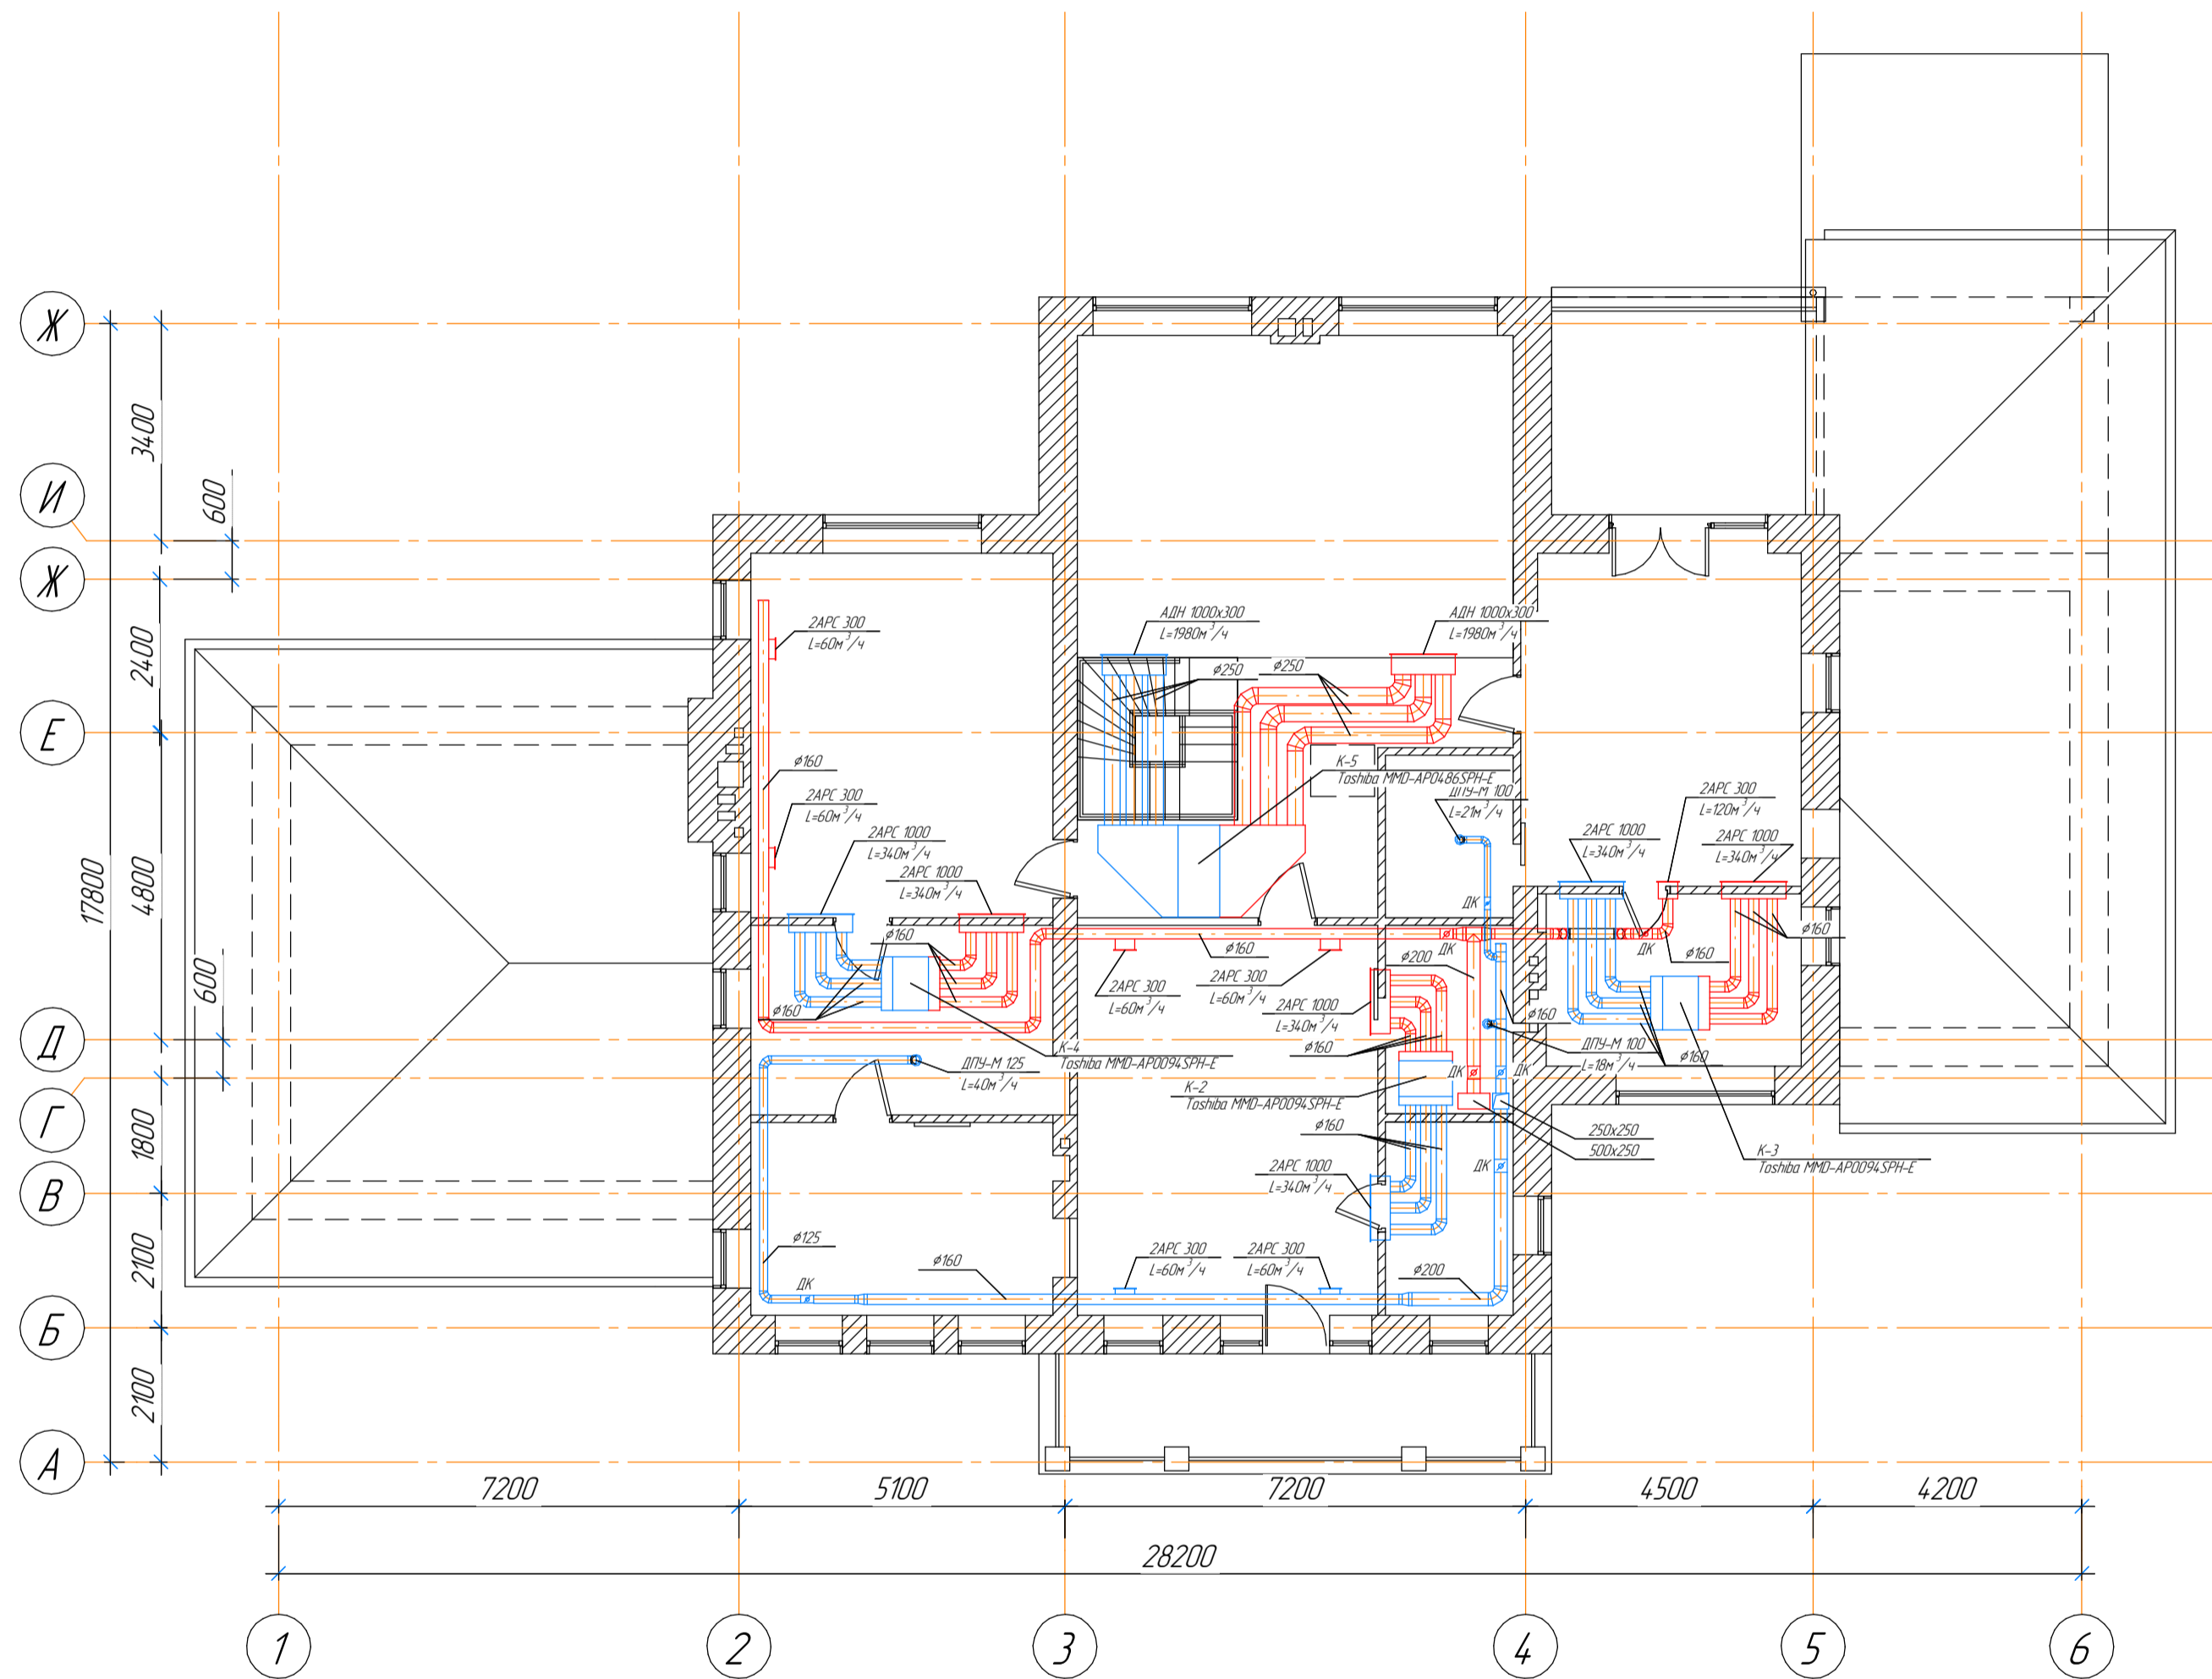 Ж
И
Ж
Е
Д
Г
В
Б
А
17800
3400
600
2400
4800
600
1800
2100
2100
2АРС 300
L=60м³/ч
АДН 1000х300
L=1980м³/ч
АДН 1000х300
L=1980м³/ч
ø250
ø250
ø160
К-5
Toshiba MMD-AP0486SPH-E
ДПУ-М 100
L=21м³/ч
2АРС 300
L=60м³/ч
2АРС 300
L=120м³/ч
2АРС 1000
L=340м³/ч
2АРС 1000
L=340м³/ч
2АРС 1000
L=340м³/ч
2АРС 1000
L=340м³/ч
ДК
ø160
ø160
ДК
ДК
ø160
ø200
ø160
2АРС 300
L=60м³/ч
2АРС 300
L=60м³/ч
2АРС 1000
L=340м³/ч
ø160
ø160
ø160
К-4
Toshiba MMD-AP0094SPH-E
ДПУ-М 100
L=18м³/ч
ø160
ДПУ-М 125
L=40м³/ч
ДК
ДК
К-2
Toshiba MMD-AP0094SPH-E
ø160
250х250
500х250
К-3
Toshiba MMD-AP0094SPH-E
2АРС 1000
L=340м³/ч
ДК
ø125
ø160
2АРС 300
L=60м³/ч
2АРС 300
L=60м³/ч
ø200
ДК
7200
5100
7200
4500
4200
28200
1
2
3
4
5
6